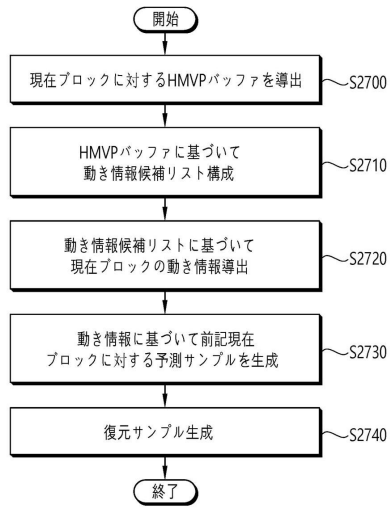 開始
現在ブロックに対するHMVPバッファを導出
S2700
HMVPバッファに基づいて
動き情報候補リスト構成
S2710
動き情報候補リストに基づいて
現在ブロックの動き情報導出
S2720
動き情報に基づいて前記現在
ブロックに対する予測サンプルを生成
S2730
復元サンプル生成
S2740
終了